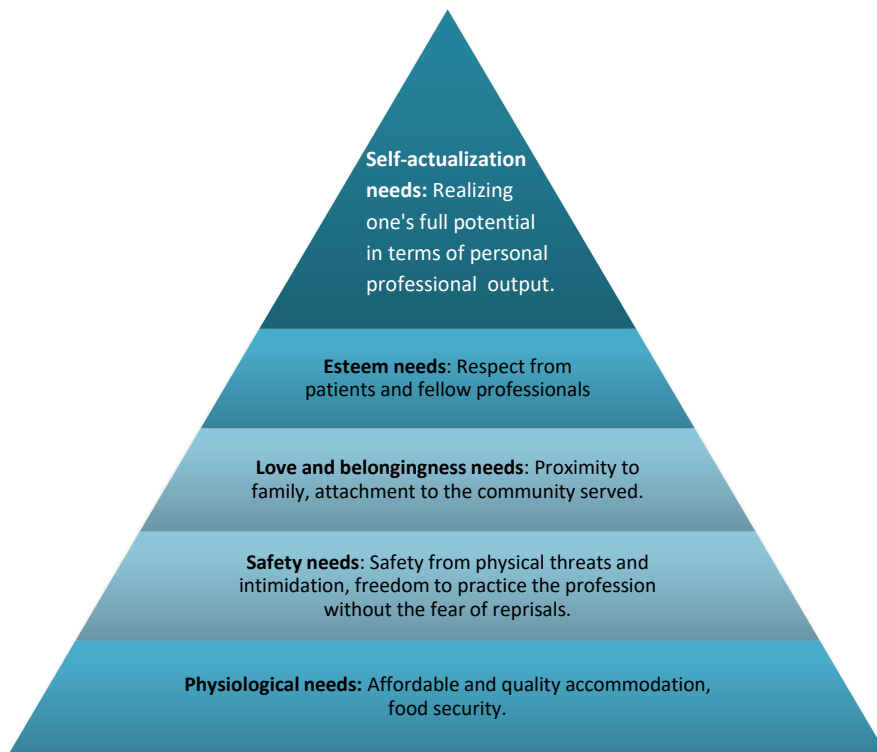 Self-actualization
needs: Realizing
one's full potential
in terms of personal
professional output.
Esteem needs: Respect from
patients and fellow professionals
Love and belongingness needs: Proximity to
family, attachment to the community served.
Safety needs: Safety from physical threats and
intimidation, freedom to practice the profession
without the fear of reprisals.
Physiological needs: Affordable and quality accommodation,
food security.